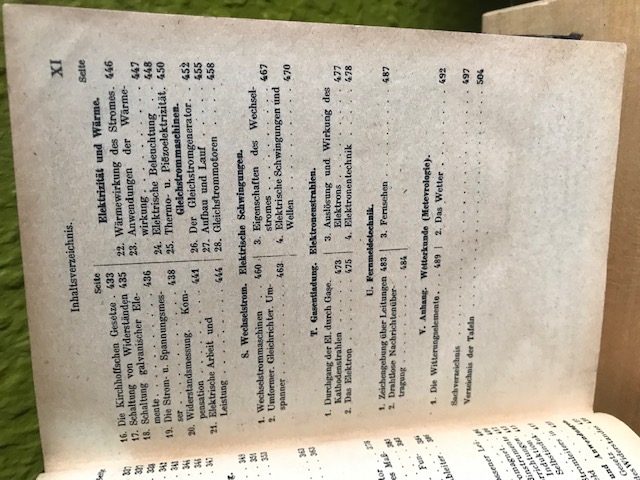 Inhaltsverzeichnis. XI
Seite
16. Die Kirchhoffschen Gesetze . 433
17. Schaltung von Widerständen 435
18. Schaltung galvanischer Ele-
mente . . . . . . . . 436
19. Die Strom- u. Spannungsmes-
ser . . . . . . . . . 438
20. Widerstandsmessung. Kom-
pensation . . . . . . . 441
21. Elektrische Arbeit und
Leistung . . . . . . . 444
Seite
Elektrizität und Wärme.
22. Wärmewirkung des Stromes. 446
23. Anwendungen der Wärme-
wirkung . . . . . . . 447
24. Elektrische Beleuchtung . . 448
25. Thermo- u. Piëzoelektrizität. 450
Gleichstrommaschinen.
26. Der Gleichstromgenerator . 452
27. Aufbau und Lauf . . . . 455
28. Gleichstrommotoren . . . 458
S. Wechselstrom. Elektrische Schwingungen.
1. Wechselstrommaschinen . . 460
2. Umformer. Gleichrichter. Um-
spanner . . . . . . . 463
3. Eigenschaften des Wechsel-
stromes . . . . . . . 467
4. Elektrische Schwingungen und
Wellen . . . . . . . 470
T. Gasentladung. Elektronenstrahlen.
1. Durchgang der El. durch Gase.
Kathodenstrahlen . . . . 473
2. Das Elektron . . . . . 475
3. Auslösung und Wirkung des
Elektrons . . . . . . 477
4. Elektronentechnik . . . . 478
U. Fernmeldetechnik.
1. Zeichengebung über Leitungen 483
2. Drahtlose Nachrichtenüber-
tragung . . . . . . . 484
3. Fernsehen . . . . . . 487
V. Anhang. Wetterkunde (Meteorologie).
1. Die Witterungselemente . . 489
2. Das Wetter . . . . . . 492
Sachverzeichnis . . . . . . 497
Verzeichnis der Tafeln . . . . 504